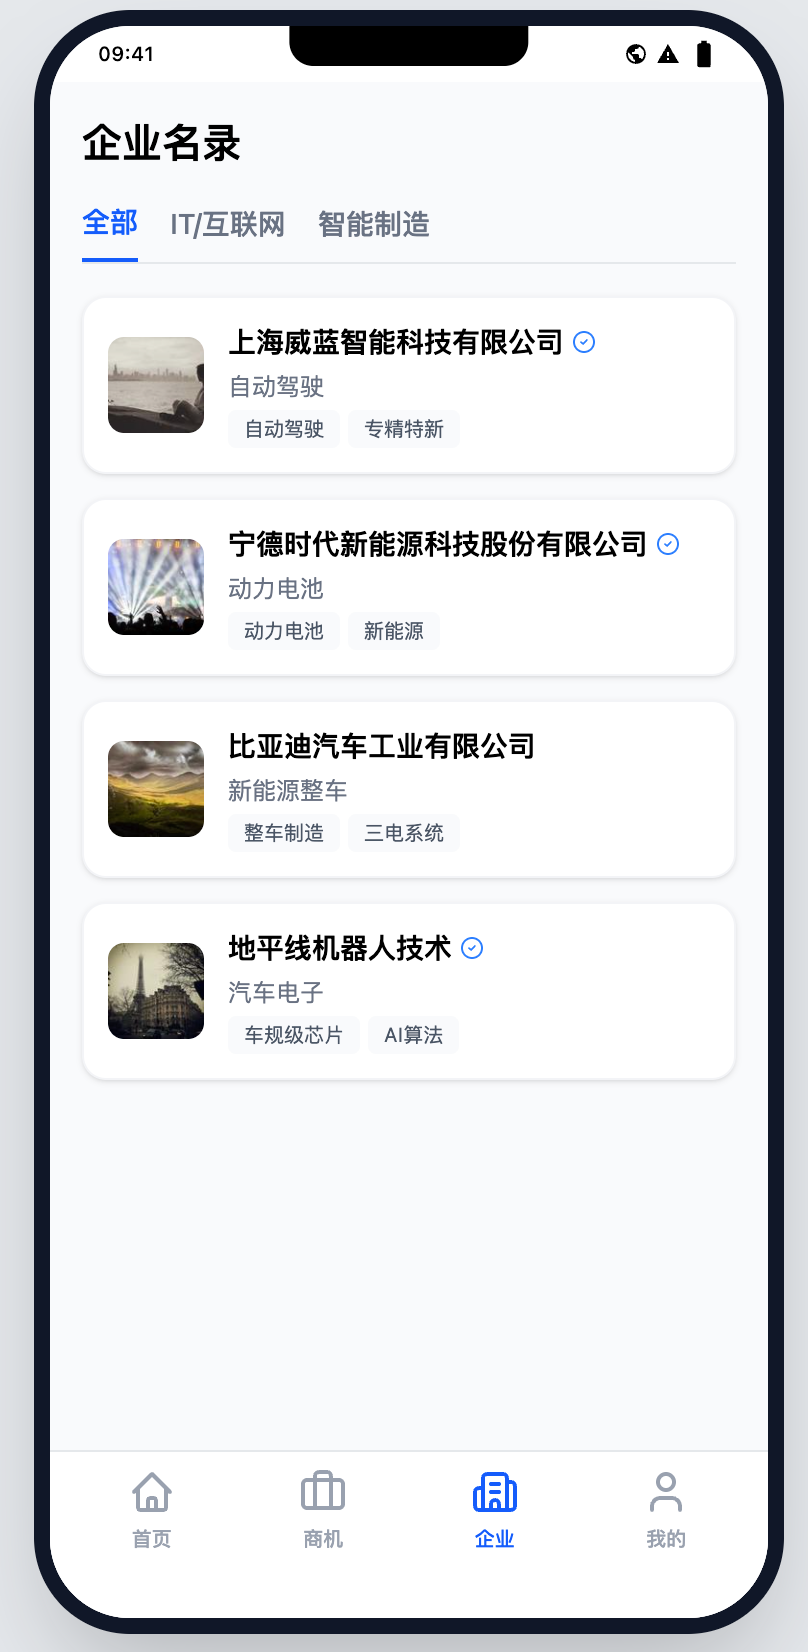 09:41
企业名录
全部 IT/互联网 智能制造
上海威蓝智能科技有限公司
自动驾驶
自动驾驶 专精特新
宁德时代新能源科技股份有限公司
动力电池
动力电池 新能源
比亚迪汽车工业有限公司
新能源整车
整车制造 三电系统
地平线机器人技术
汽车电子
车规级芯片 AI算法
首页 商机 企业 我的